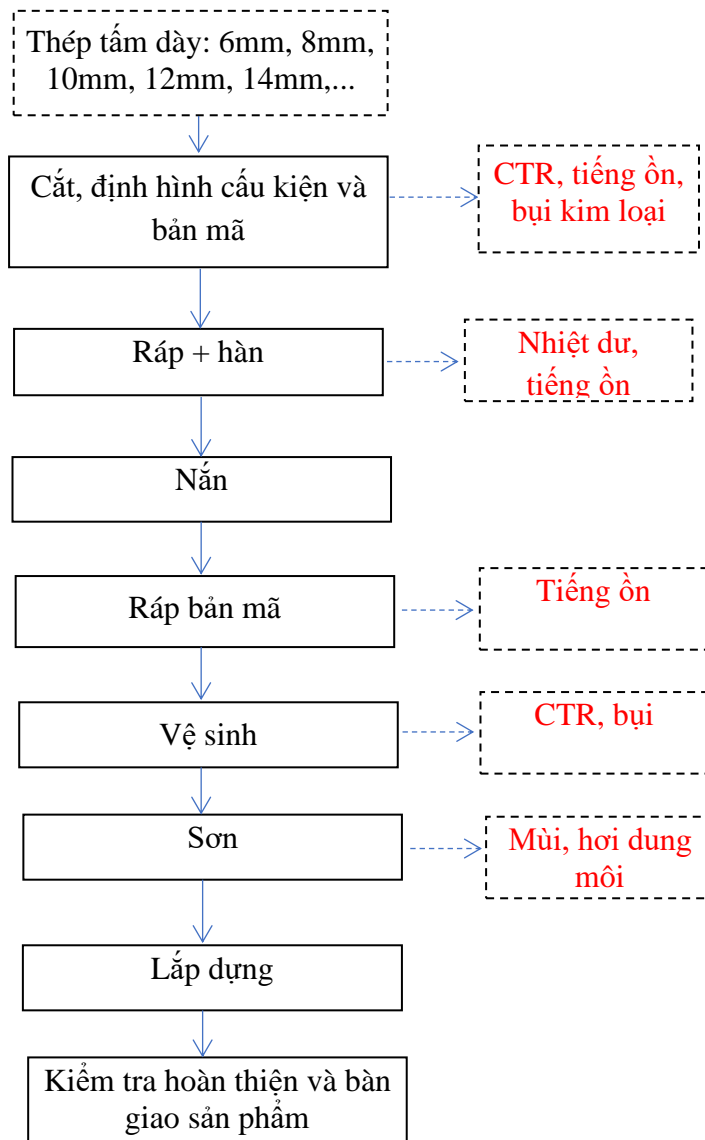 Thép tấm dày: 6mm, 8mm,
10mm, 12mm, 14mm,...
Cắt, định hình cấu kiện và
bản mã
CTR, tiếng ồn,
bụi kim loại
Ráp + hàn
Nhiệt dư,
tiếng ồn
Nắn
Ráp bản mã
Tiếng ồn
Vệ sinh
CTR, bụi
Sơn
Mùi, hơi dung
môi
Lắp dựng
Kiểm tra hoàn thiện và bàn
giao sản phẩm